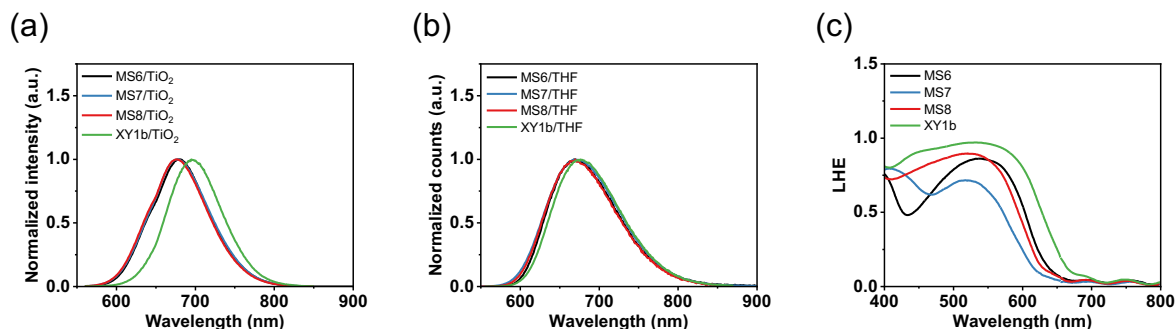 (a)
Normalized intensity (a.u.)
1.5
1.0
0.5
0.0
MS6/TiO₂
MS7/TiO₂
MS8/TiO₂
XY1b/TiO₂
600 700 800 900
Wavelength (nm)
(b)
Normalized counts (a.u.)
1.5
1.0
0.5
0.0
MS6/THF
MS7/THF
MS8/THF
XY1b/THF
600 700 800 900
Wavelength (nm)
(c)
LHE
1.5
1.0
0.5
0.0
MS6
MS7
MS8
XY1b
400 500 600 700 800
Wavelength (nm)